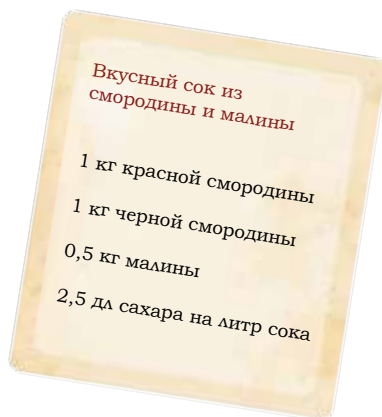 Вкусный сок из
смородины и малины
1 кг красной смородины
1 кг черной смородины
0,5 кг малины
2,5 дл сахара на литр сока